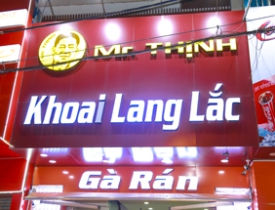 Mr. THỊNH
Khoai Lang Lắc
Gà Rán